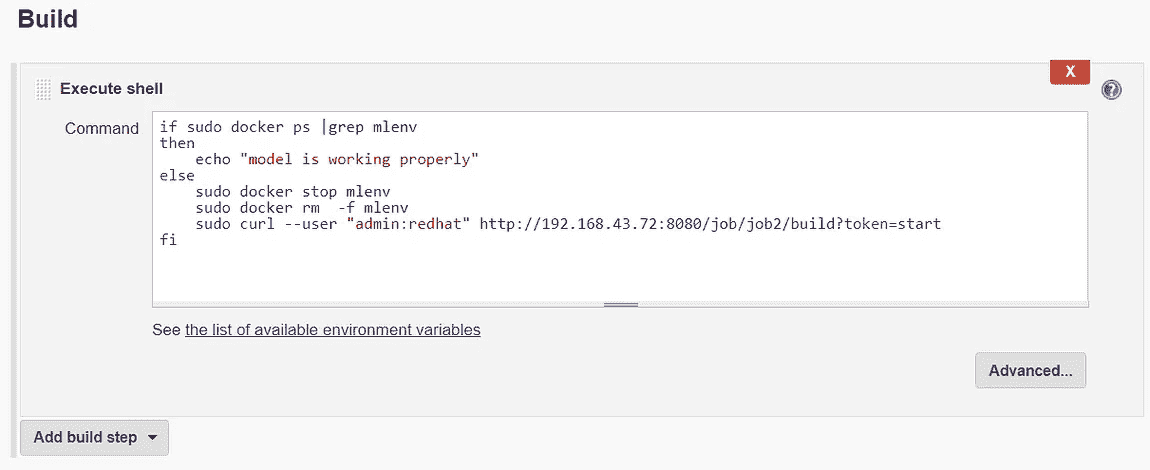 Build
X
Execute shell
Command
if sudo docker ps |grep mlenv
then
    echo "model is working properly"
else
    sudo docker stop mlenv
    sudo docker rm  -f mlenv
    sudo curl --user "admin:redhat" http://192.168.43.72:8080/job/job2/build?token=start
fi
See the list of available environment variables
Advanced...
Add build step